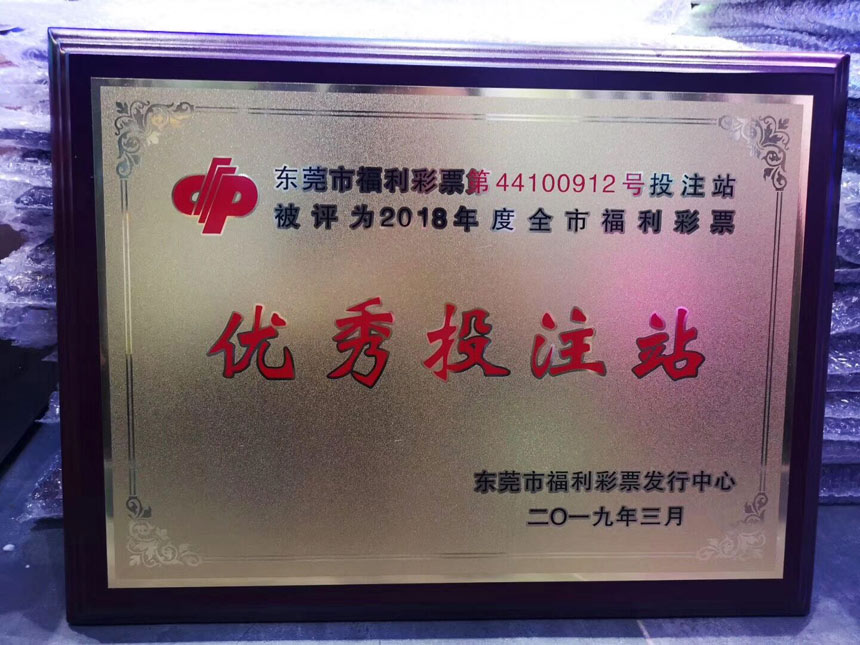 东莞市福利彩票第44100912号投注站
被评为2018年度全市福利彩票
优秀投注站
东莞市福利彩票发行中心
二〇一九年三月